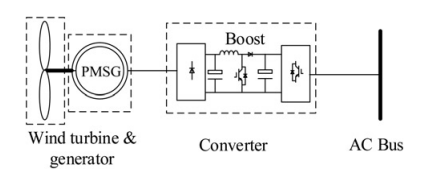 Boost
PMSG
Wind turbine &
generator
Converter
AC Bus